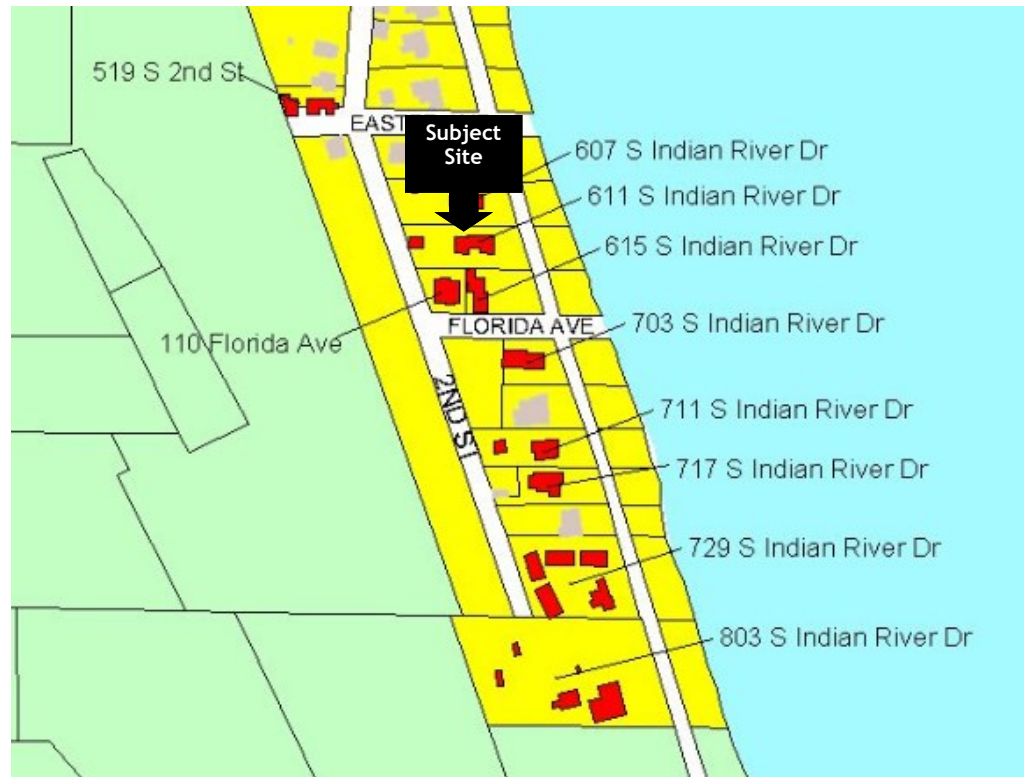 519 S 2nd St
EAST
Subject
Site
607 S Indian River Dr
611 S Indian River Dr
615 S Indian River Dr
FLORIDA AVE
703 S Indian River Dr
110 Florida Ave
2ND ST
711 S Indian River Dr
717 S Indian River Dr
729 S Indian River Dr
803 S Indian River Dr